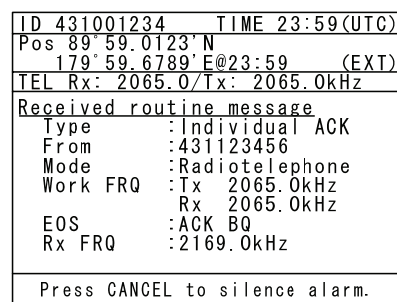 ID 431001234 TIME 23:59(UTC)
Pos 89°59.0123'N
179°59.6789'E@23:59 (EXT)
TEL Rx: 2065.0/Tx: 2065.0kHz
Received routine message
Type :Individual ACK
From :431123456
Mode :Radiotelephone
Work FRQ :Tx 2065.0kHz
Rx 2065.0kHz
EOS :ACK BQ
Rx FRQ :2169.0kHz
Press CANCEL to silence alarm.